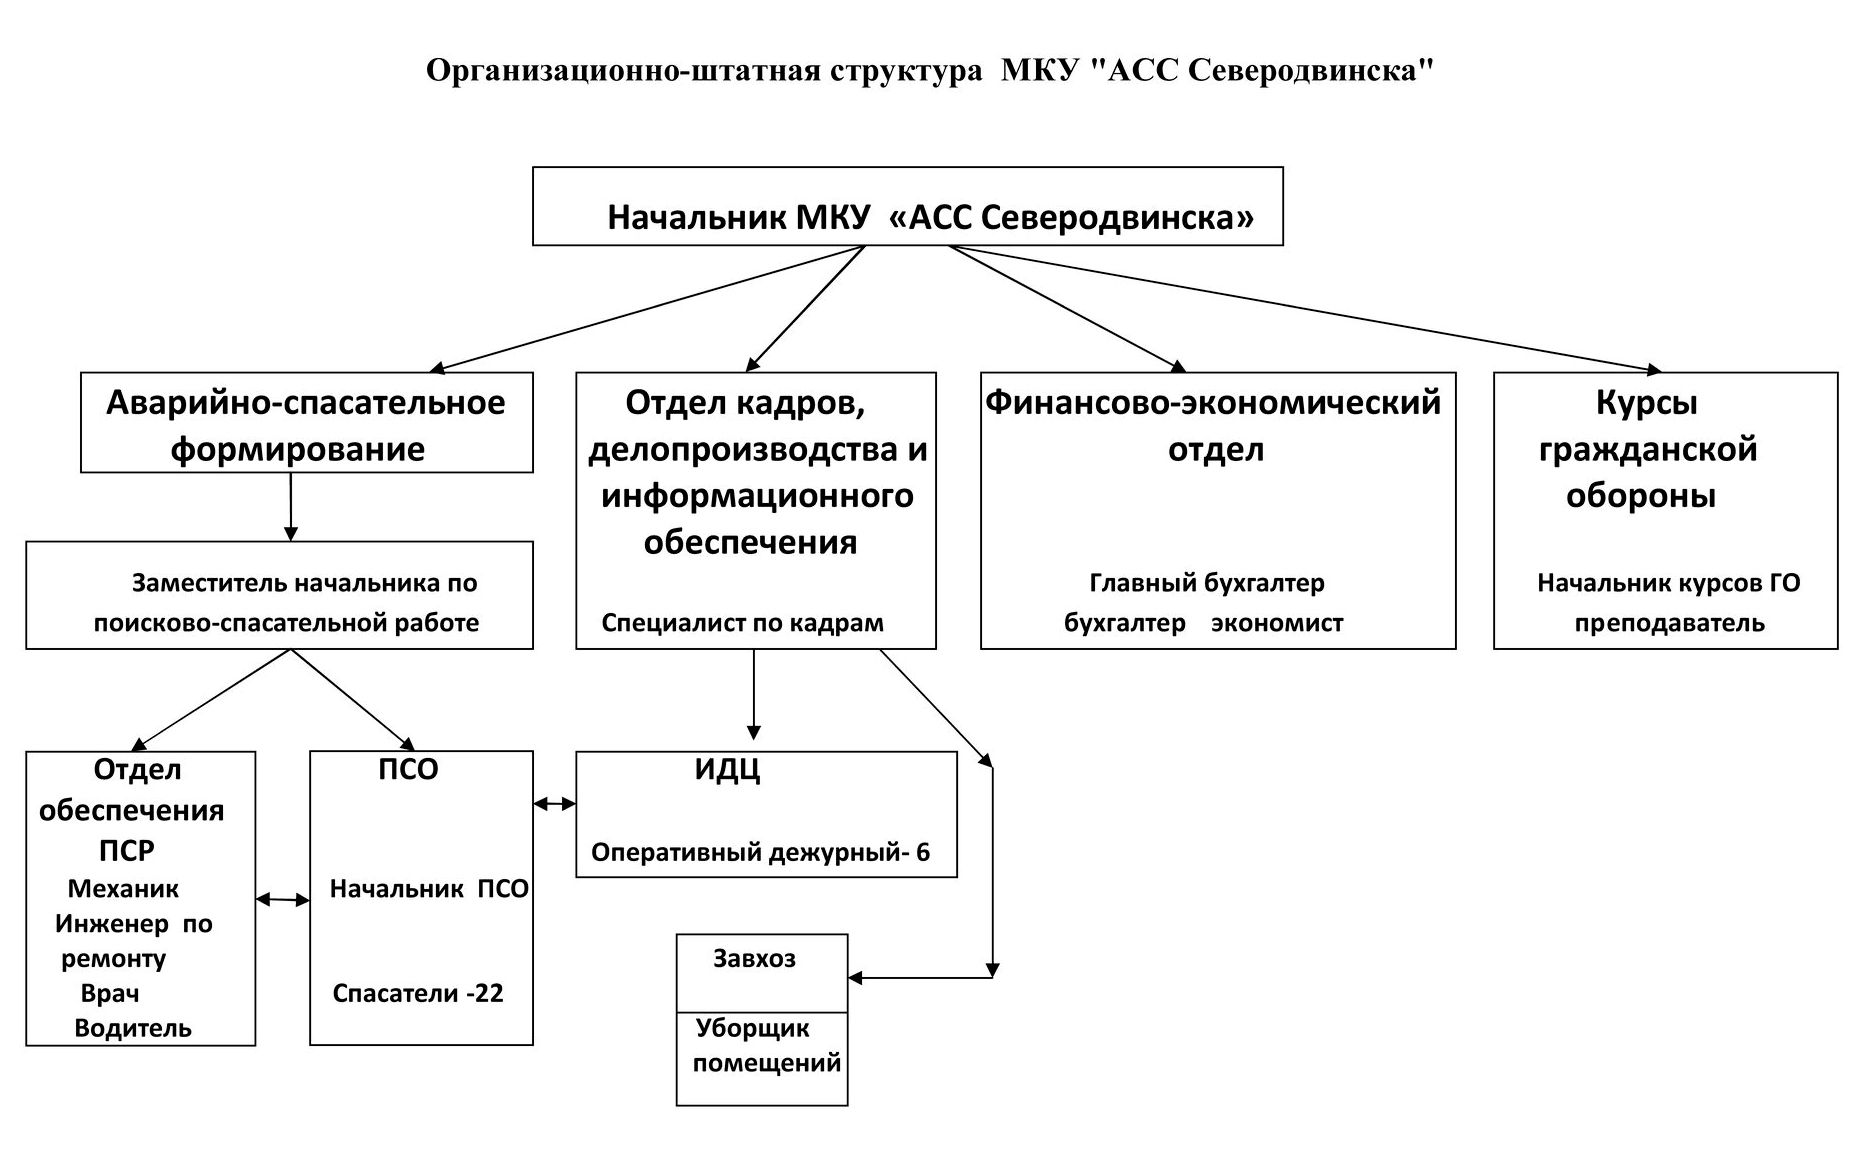 Организационно-штатная структура МКУ "АСС Северодвинска"
Начальник МКУ «АСС Северодвинска»
Аварийно-спасательное
формирование
Заместитель начальника по
поисково-спасательной работе
Отдел кадров,
делопроизводства и
информационного
обеспечения
Специалист по кадрам
Финансово-экономический
отдел
Главный бухгалтер
бухгалтер экономист
Курсы
гражданской
обороны
Начальник курсов ГО
преподаватель
Отдел
обеспечения
ПСР
Механик
Инженер по
ремонту
Врач
Водитель
ПСО
Начальник ПСО
Спасатели -22
ИДЦ
Оперативный дежурный- 6
Завхоз
Уборщик
помещений